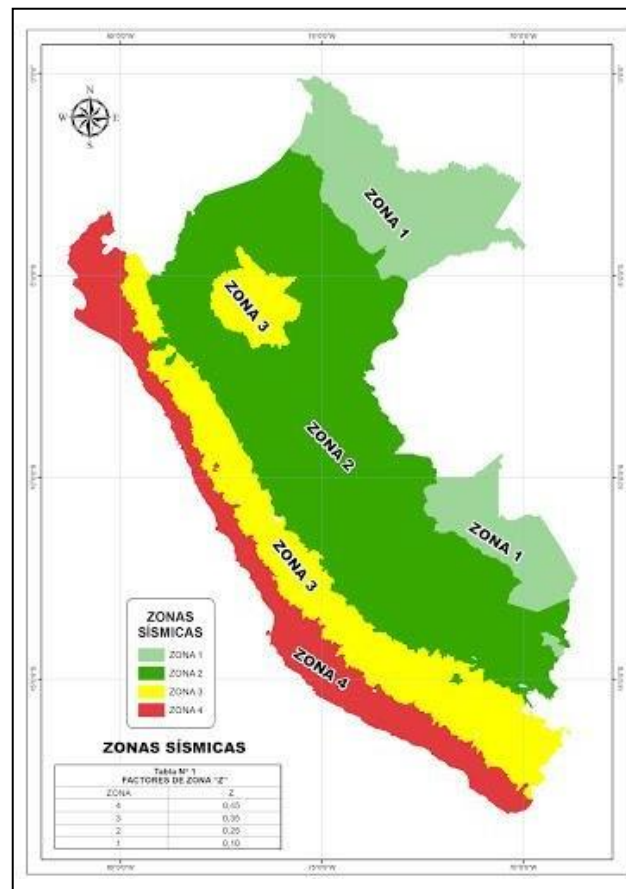 N
W E
S
ZONA 1
ZONA 3
ZONA 2
ZONA 1
ZONA 3
ZONA 4
ZONAS
SÍSMICAS
ZONA 1
ZONA 2
ZONA 3
ZONA 4
ZONAS SÍSMICAS
Tabla N° 1
FACTORES DE ZONA "Z"
ZONA Z
4 0,45
3 0,35
2 0,25
1 0,10